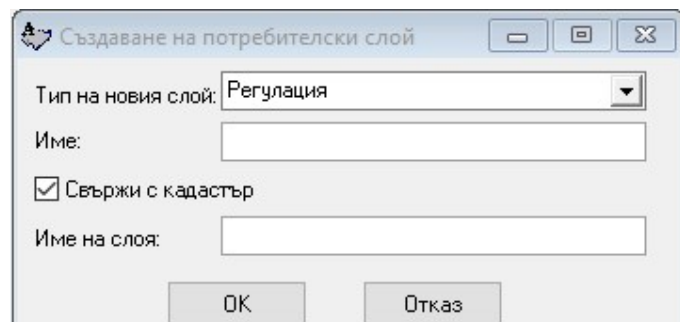 Създаване на потребителски слой
Тип на новия слой: Регулация
Име:
Свържи с кадастър
Име на слоя:
OK Отказ